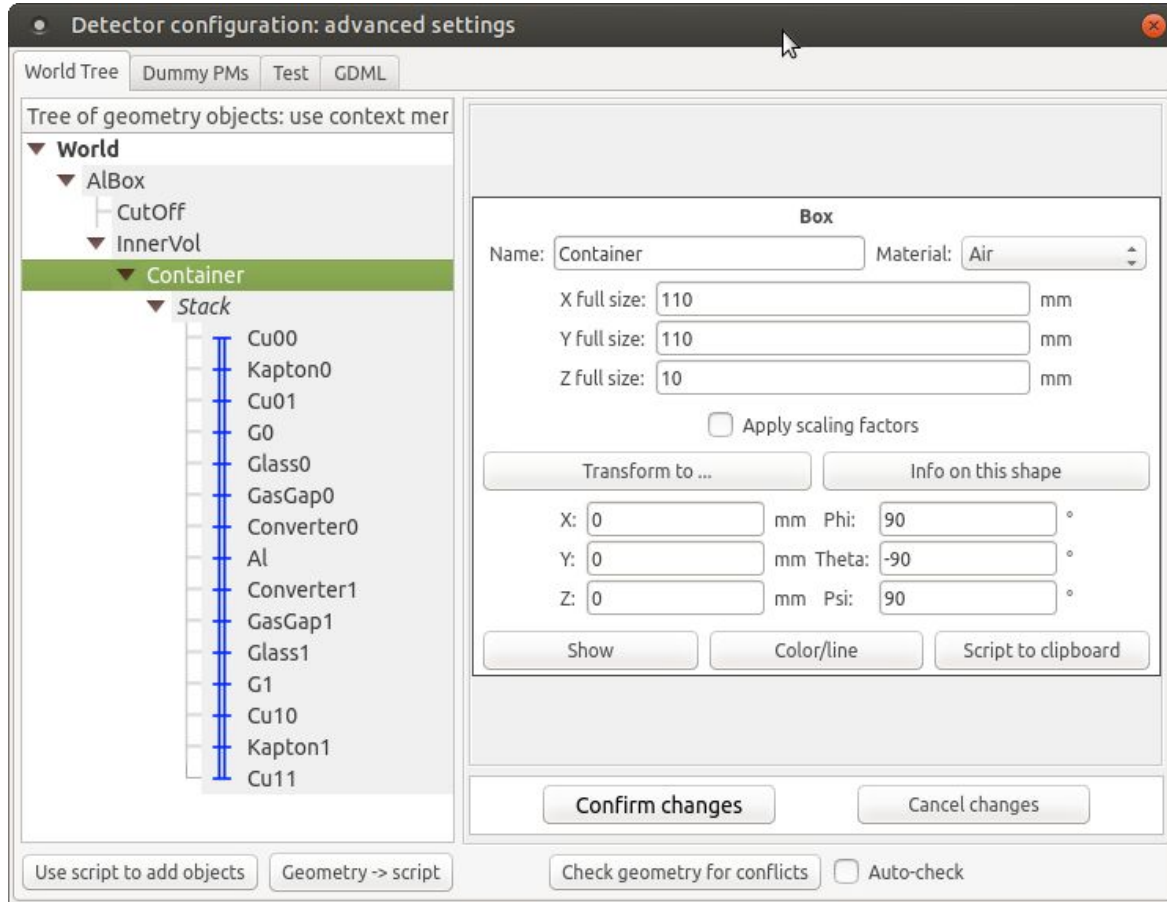 Detector configuration: advanced settings
World Tree
Dummy PMs
Test
GDML
Tree of geometry objects: use context mer
World
AlBox
CutOff
InnerVol
Container
Stack
Cu00
Kapton0
Cu01
G0
Glass0
GasGap0
Converter0
Al
Converter1
GasGap1
Glass1
G1
Cu10
Kapton1
Cu11
Box
Name: Container Material: Air
X full size: 110 mm
Y full size: 110 mm
Z full size: 10 mm
Apply scaling factors
Transform to ... Info on this shape
X: 0 mm Phi: 90 °
Y: 0 mm Theta: -90 °
Z: 0 mm Psi: 90 °
Show Color/line Script to clipboard
Confirm changes Cancel changes
Use script to add objects Geometry -> script Check geometry for conflicts Auto-check